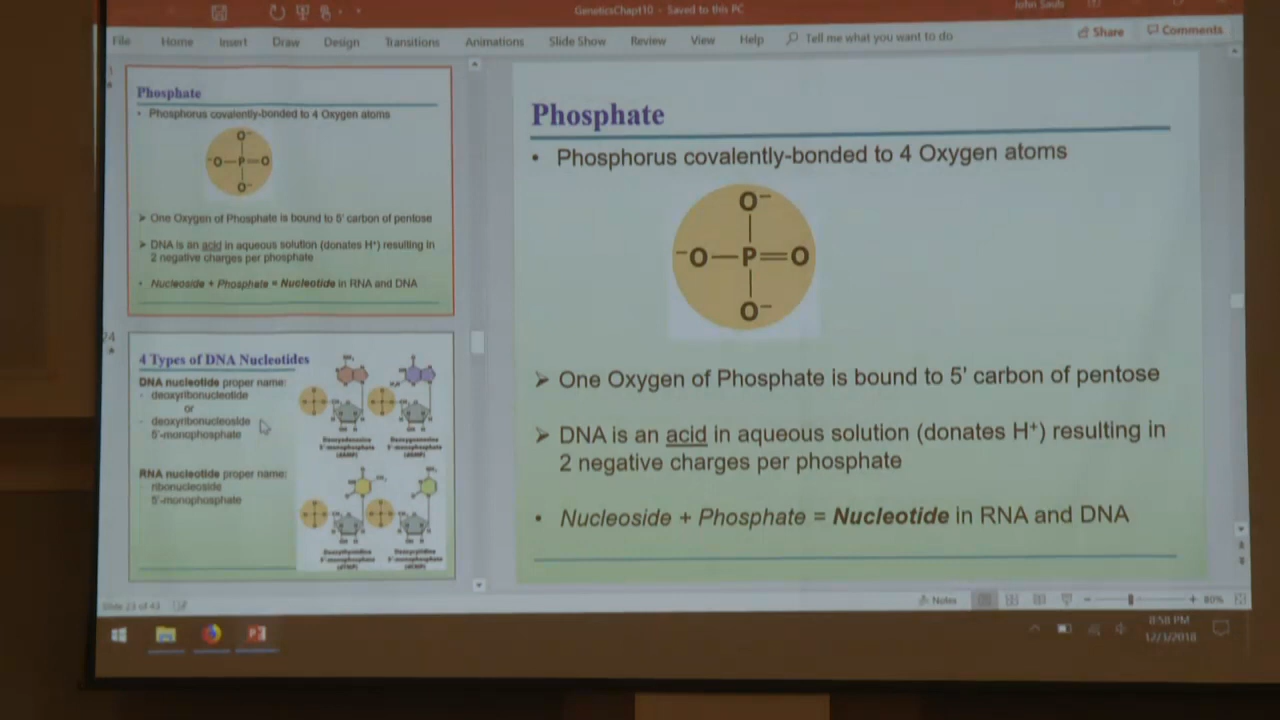 GeneticsChapt10 - Saved to this PC
John Sauls
File Home Insert Draw Design Transitions Animations Slide Show Review View Help Tell me what you want to do Share Comments
Phosphate
• Phosphorus covalently-bonded to 4 Oxygen atoms
O⁻
⁻O—P═O
O⁻
➢ One Oxygen of Phosphate is bound to 5' carbon of pentose
➢ DNA is an acid in aqueous solution (donates H⁺) resulting in
2 negative charges per phosphate
• Nucleoside + Phosphate = Nucleotide in RNA and DNA
24
4 Types of DNA Nucleotides
DNA nucleotide proper name:
- deoxyribonucleotide
or
- deoxyribonucleoside
5'-monophosphate
RNA nucleotide proper name:
- ribonucleoside
5'-monophosphate
Phosphate
• Phosphorus covalently-bonded to 4 Oxygen atoms
O⁻
⁻O—P═O
O⁻
➢ One Oxygen of Phosphate is bound to 5' carbon of pentose
➢ DNA is an acid in aqueous solution (donates H⁺) resulting in
2 negative charges per phosphate
• Nucleoside + Phosphate = Nucleotide in RNA and DNA
Slide 23 of 43
Notes
80%
8:58 PM
12/3/2018